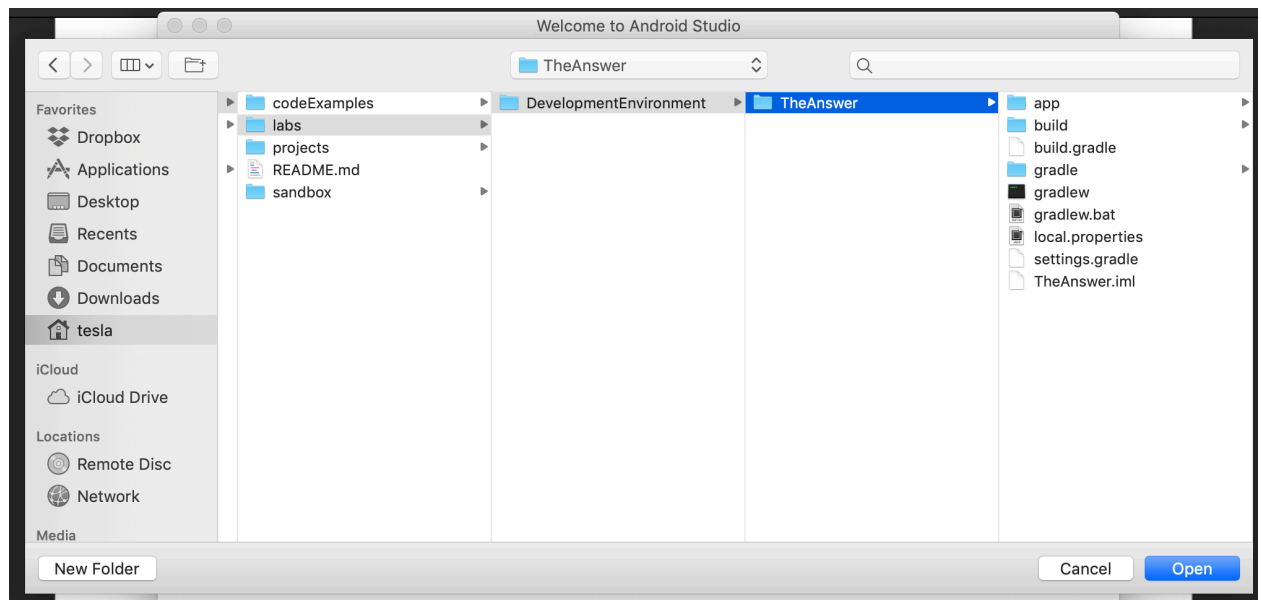 Welcome to Android Studio
TheAnswer
Favorites
Dropbox
Applications
Desktop
Recents
Documents
Downloads
tesla
iCloud
iCloud Drive
Locations
Remote Disc
Network
Media
codeExamples
labs
projects
README.md
sandbox
DevelopmentEnvironment
TheAnswer
app
build
build.gradle
gradle
gradlew
gradlew.bat
local.properties
settings.gradle
TheAnswer.iml
New Folder
Cancel
Open